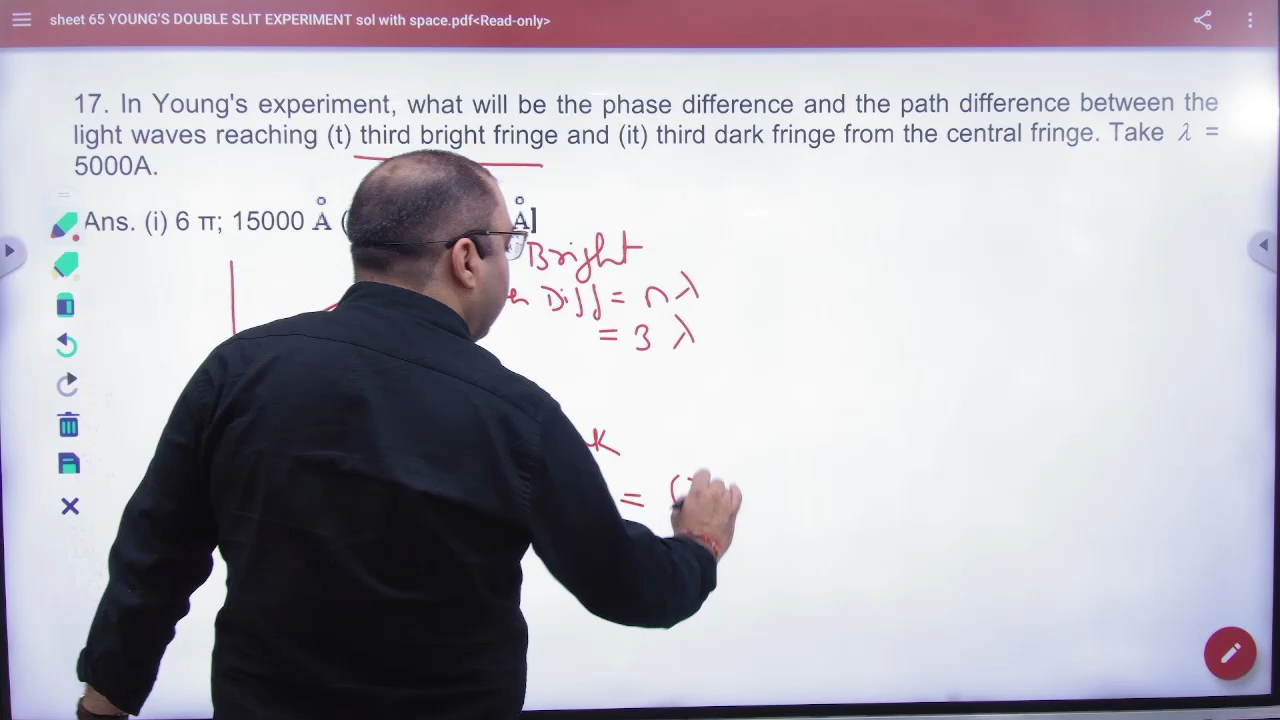 sheet 65 YOUNG'S DOUBLE SLIT EXPERIMENT sol with space.pdf<Read-only>
17. In Young's experiment, what will be the phase difference and the path difference between the
light waves reaching (t) third bright fringe and (it) third dark fringe from the central fringe. Take λ =
5000A.
Ans. (i) 6 π; 15000 Å ( Å]
Bright
Diff = nλ
= 3 λ
=